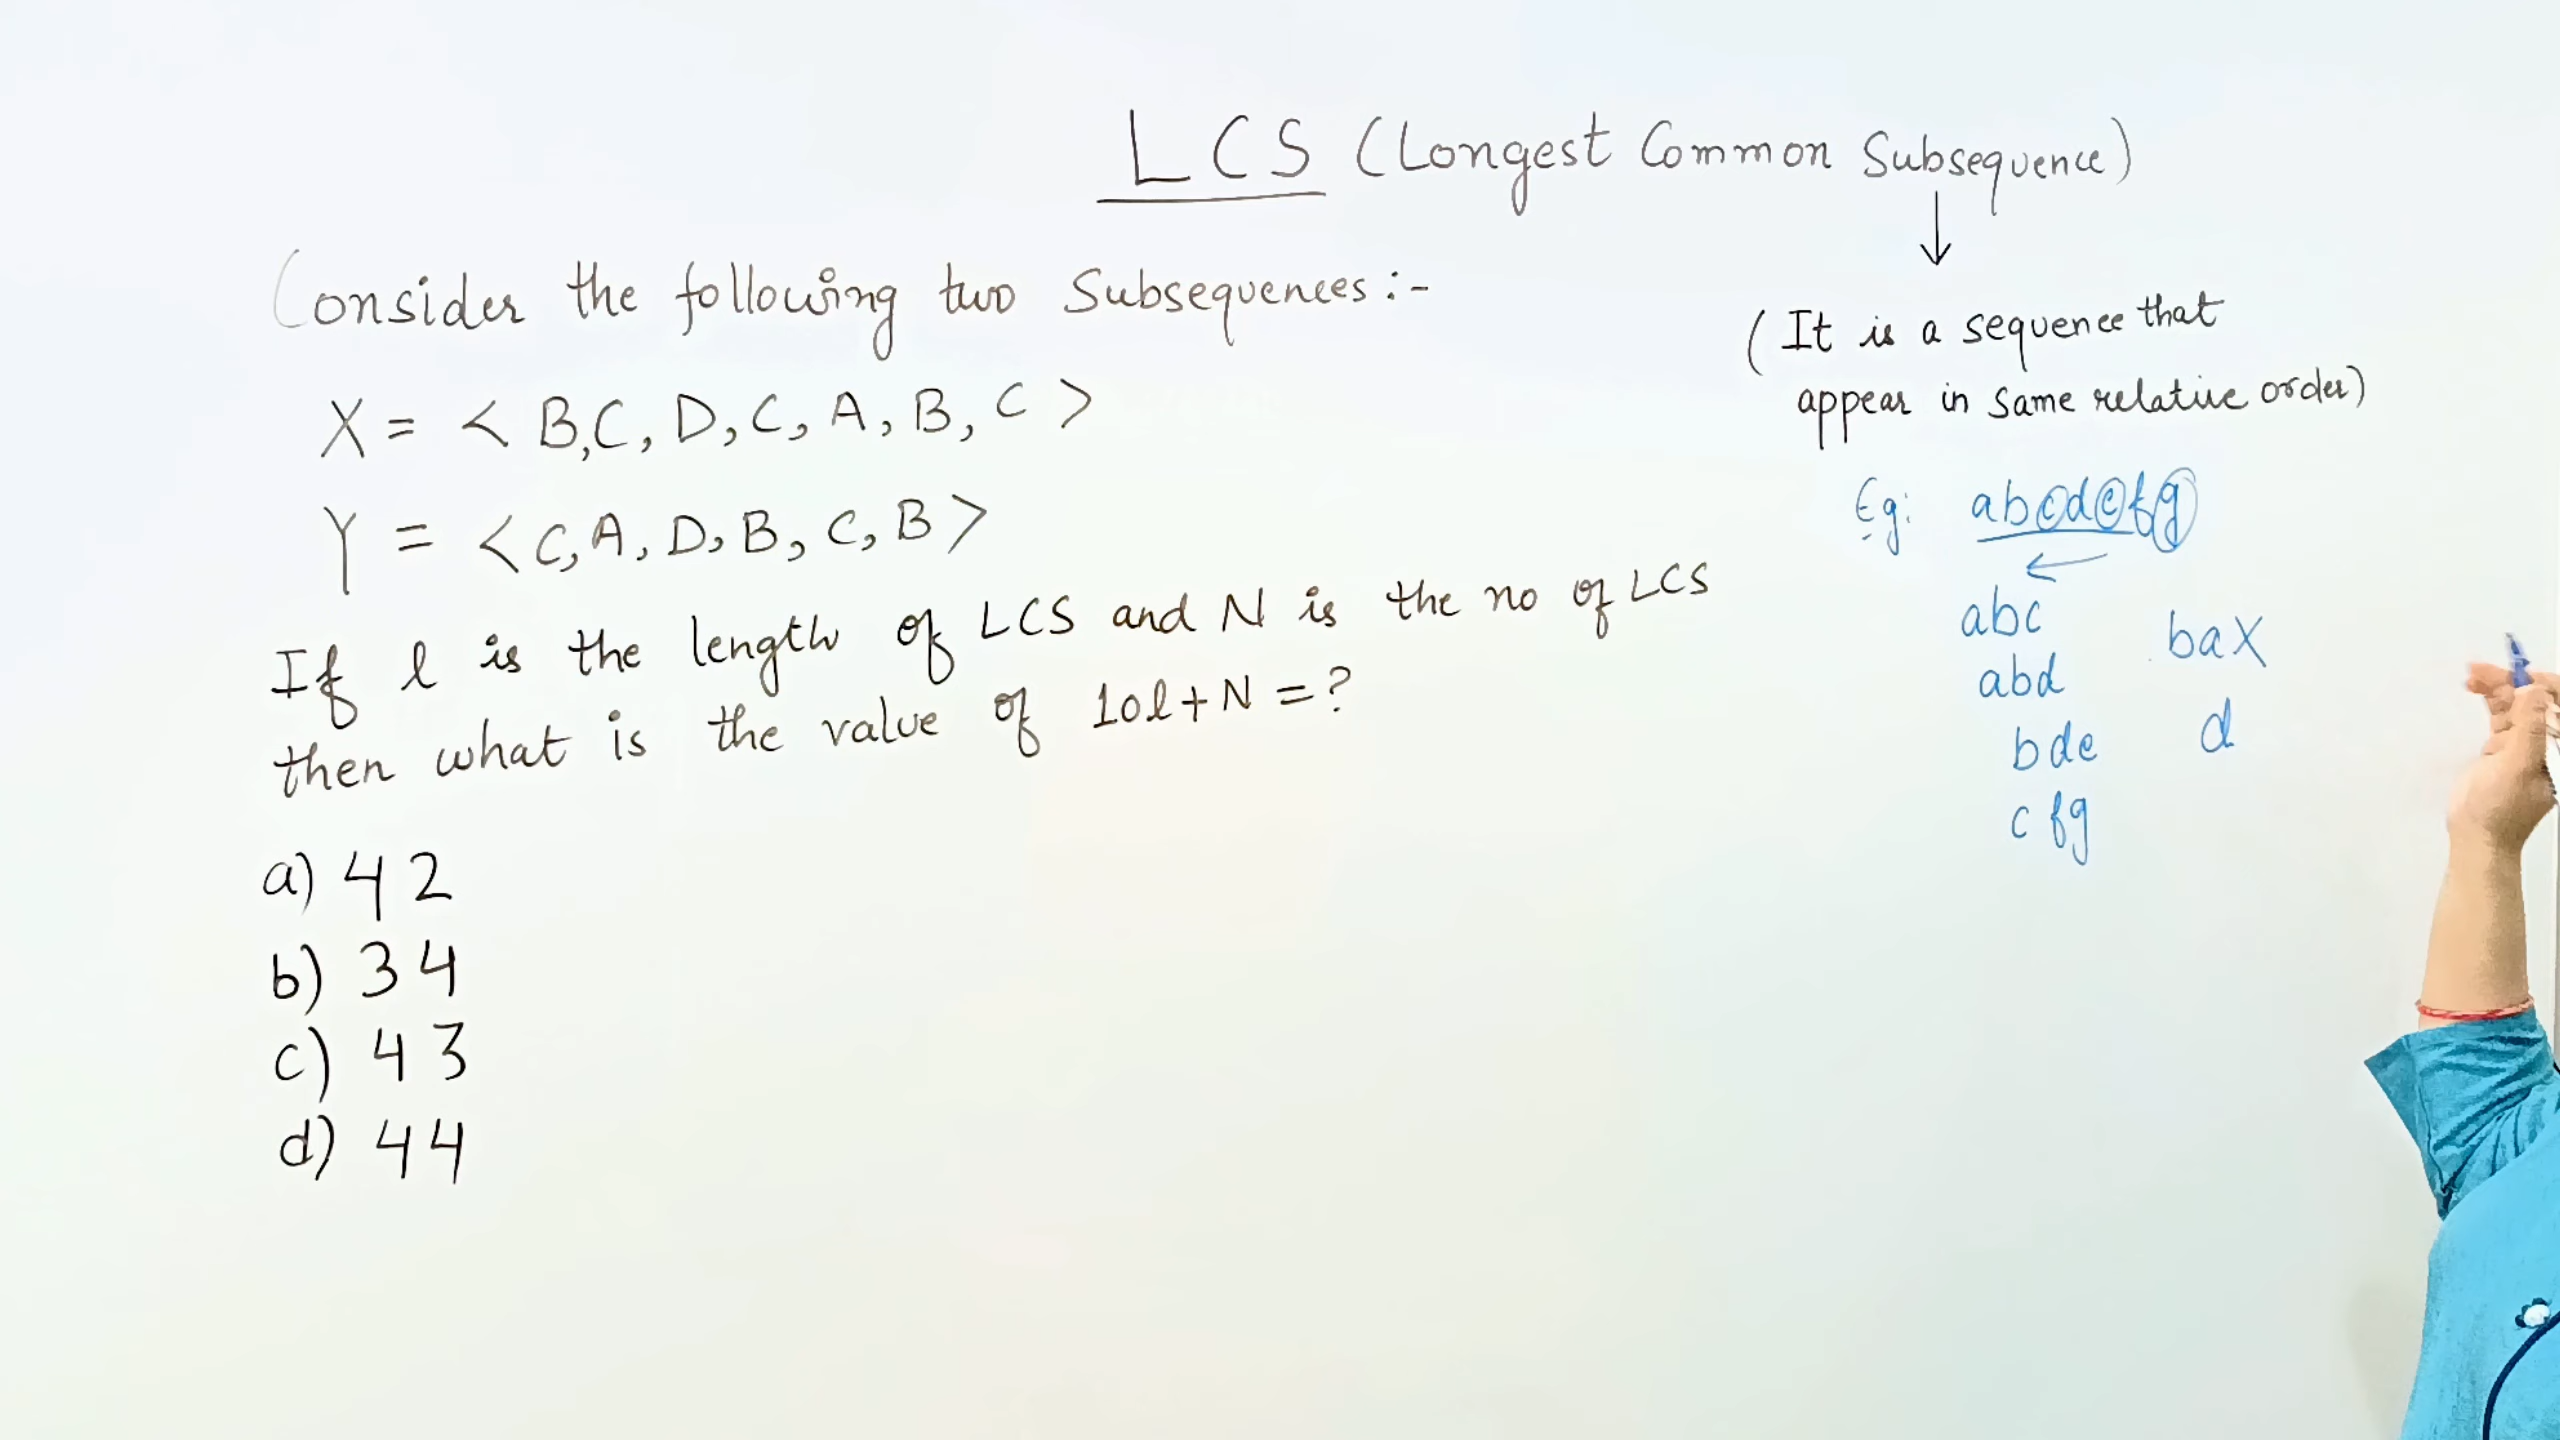 LCS (Longest Common Subsequence)
Consider the following two Subsequences :-
X = < B,C, D, C, A, B, C >
Y = < C, A, D, B, C, B >
If l is the length of LCS and N is the no of LCS
then what is the value of 10l + N = ?
a) 42
b) 34
c) 43
d) 44
↓
(It is a sequence that
appear in same relative order)
Eg: abcdefg
←
abc
abd
bde
cfg
ba X
d